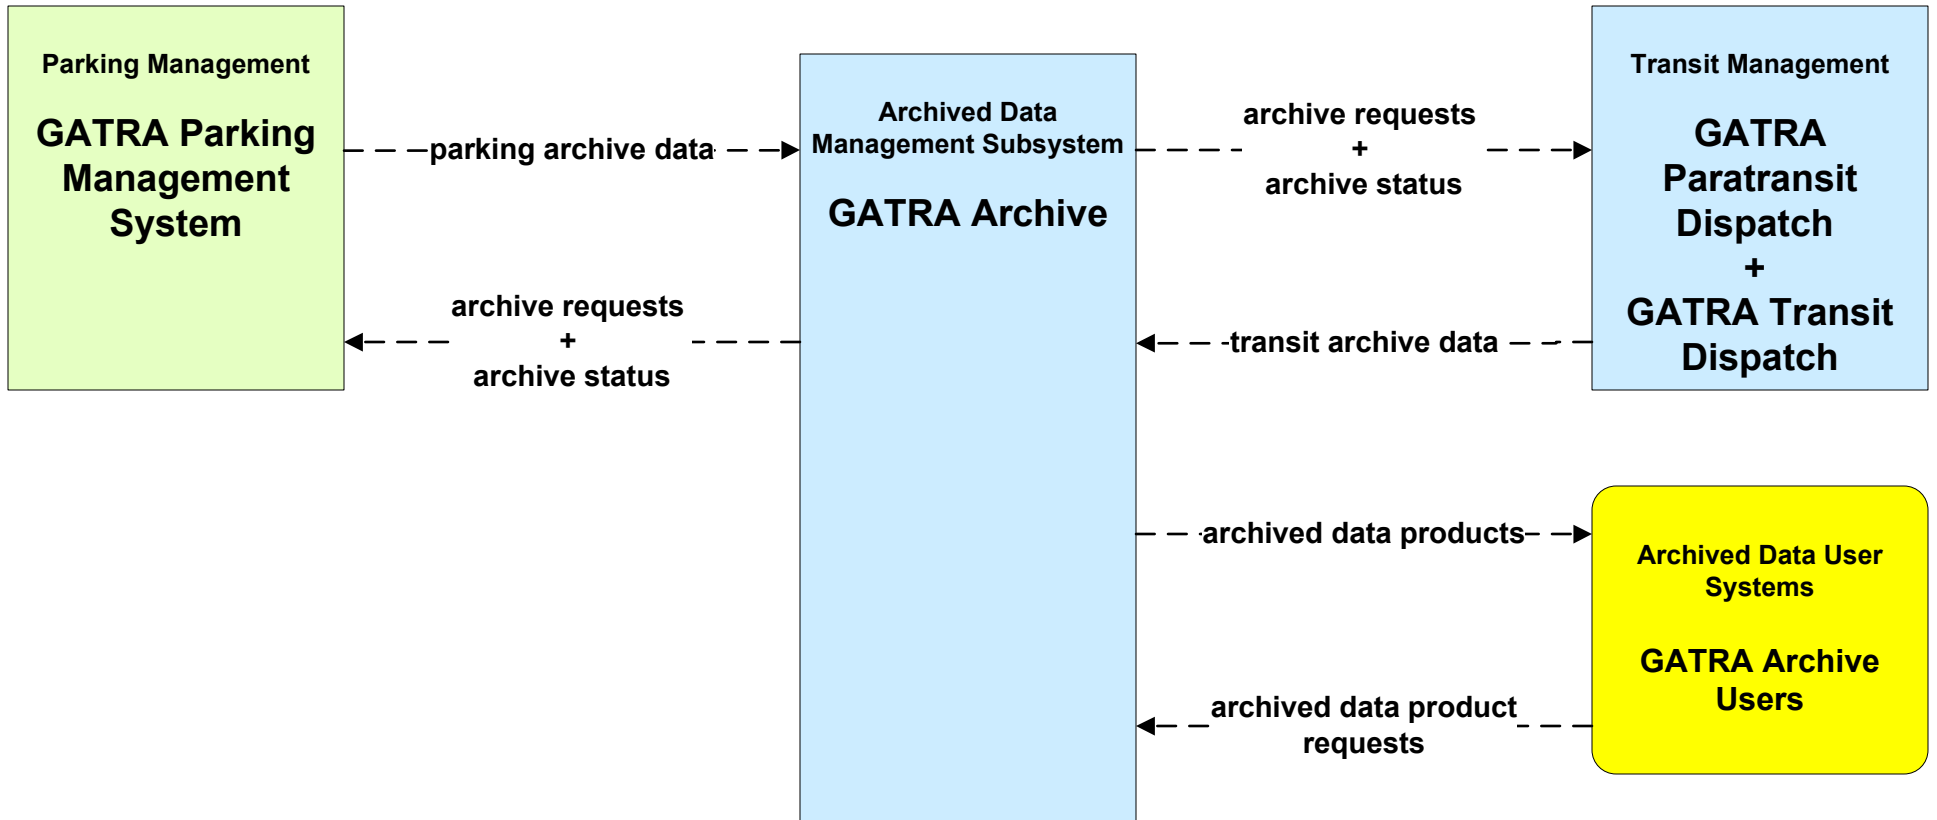 Parking Management
GATRA Parking
Management
System
parking archive data
archive requests
+
archive status
Archived Data
Management Subsystem
GATRA Archive
archive requests
+
archive status
transit archive data
archived data products
archived data product
requests
Transit Management
GATRA
Paratransit
Dispatch
+
GATRA Transit
Dispatch
Archived Data User
Systems
GATRA Archive
Users